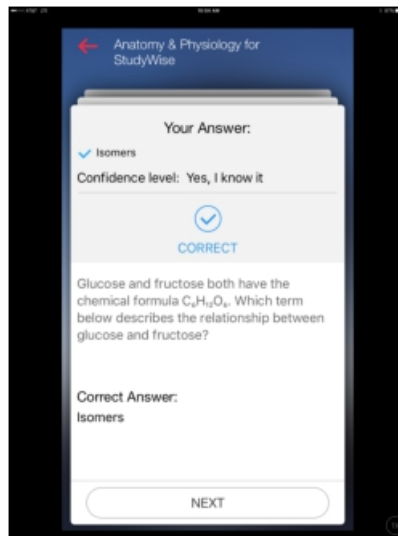 Anatomy & Physiology for
StudyWise
Your Answer:
Isomers
Confidence level: Yes, I know it
CORRECT
Glucose and fructose both have the
chemical formula C₆H₁₂O₆. Which term
below describes the relationship between
glucose and fructose?
Correct Answer:
Isomers
NEXT